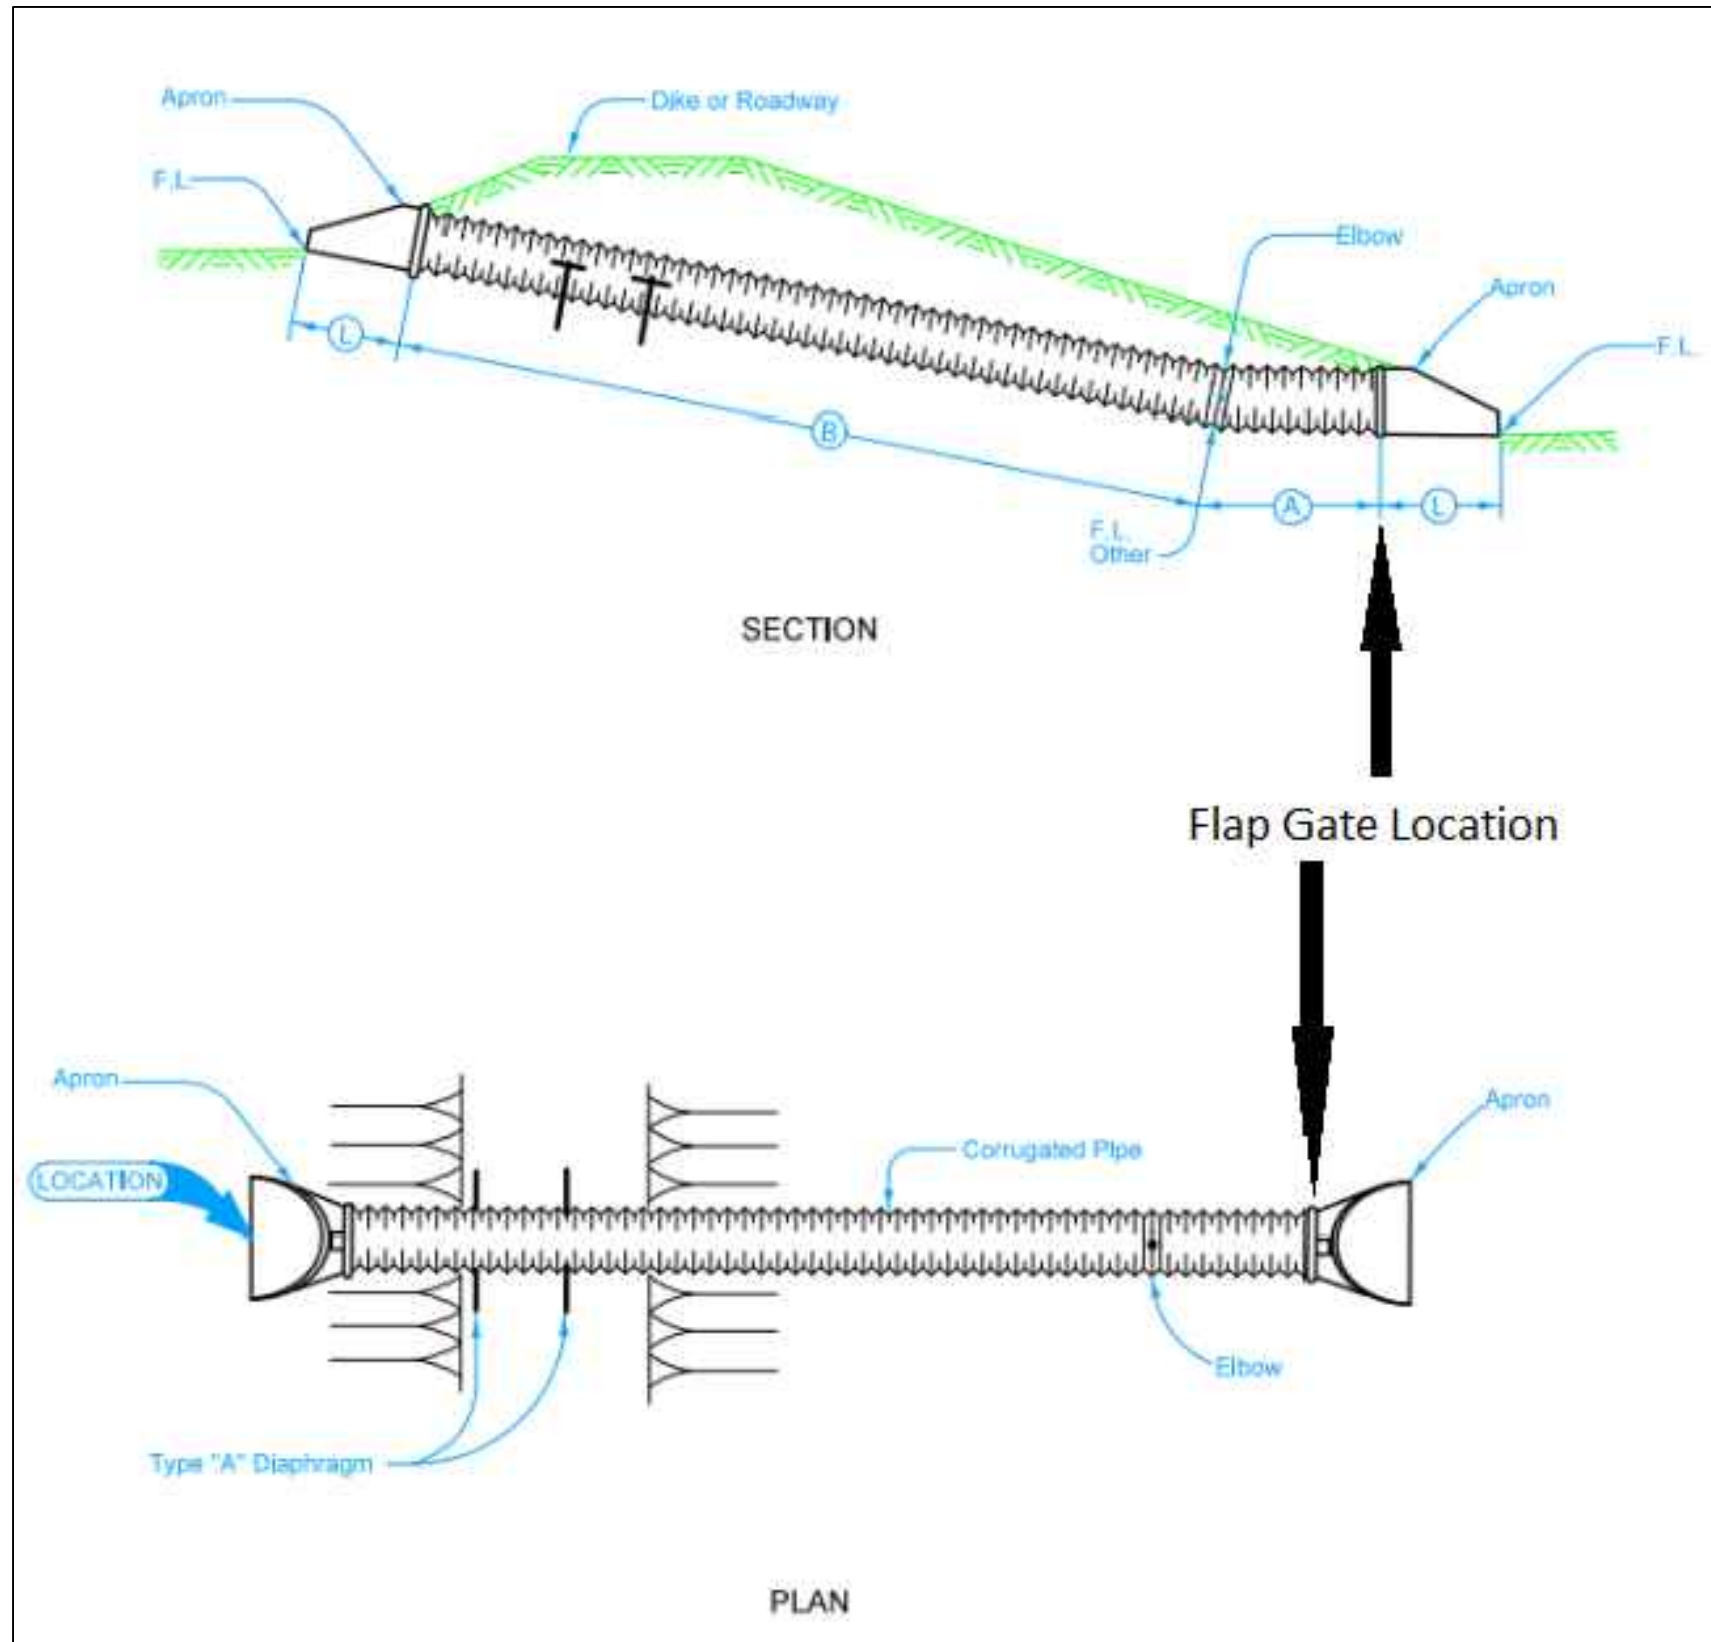 Apron
Dike or Roadway
F.L.
Elbow
Apron
F.L.
L
B
A
L
F.L.
Other
SECTION
Flap Gate Location
Apron
LOCATION
Corrugated Pipe
Apron
Elbow
Type "A" Diaphragm
PLAN